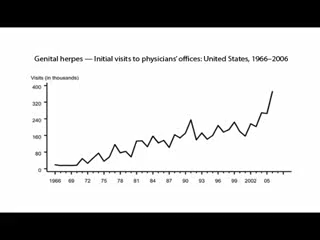 Genital herpes — Initial visits to physicians' offices: United States, 1966–2006
Visits (in thousands)
400
320
240
160
80
0
1966 69 72 75 78 81 84 87 90 93 96 99 2002 05